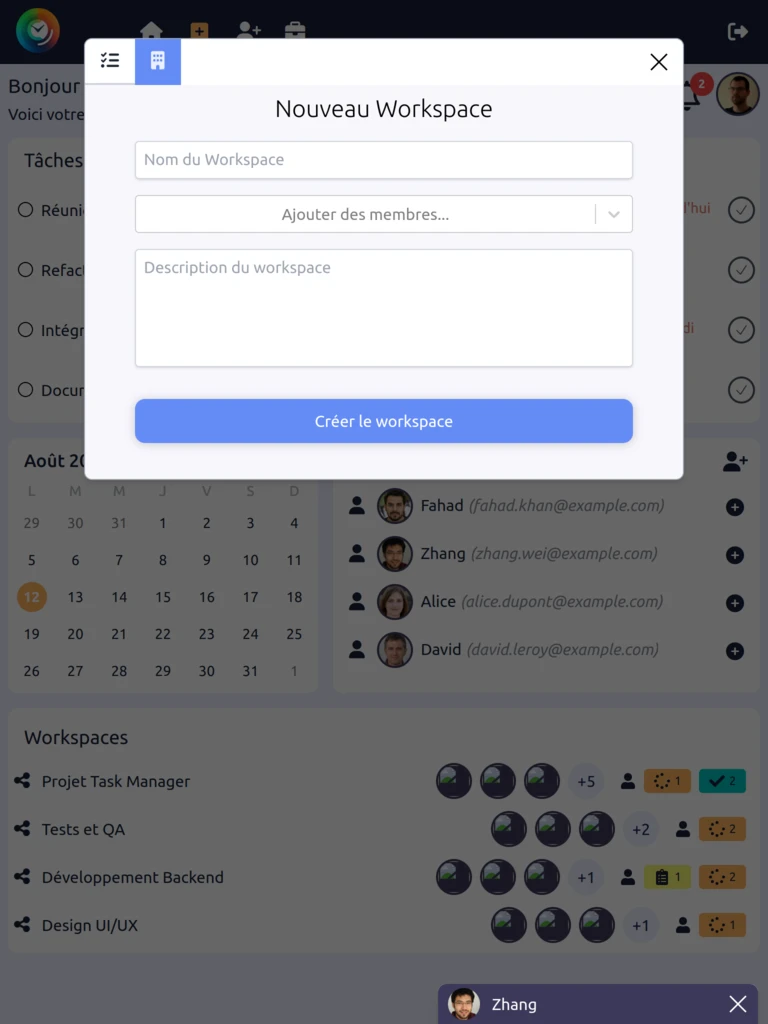 Bonjour
2
Voici votre
Nouveau Workspace
Nom du Workspace
Ajouter des membres...
Description du workspace
Créer le workspace
Tâches
Réuni
l'hui
Refact
Intégr
di
Docum
Août 20
L M M J V S D
29 30 31 1 2 3 4
5 6 7 8 9 10 11
12 13 14 15 16 17 18
19 20 21 22 23 24 25
26 27 28 29 30 31 1
Fahad (fahad.khan@example.com)
Zhang (zhang.wei@example.com)
Alice (alice.dupont@example.com)
David (david.leroy@example.com)
Workspaces
Projet Task Manager +5 1 2
Tests et QA +2 2
Développement Backend +1 1 2
Design UI/UX +1 1
Zhang